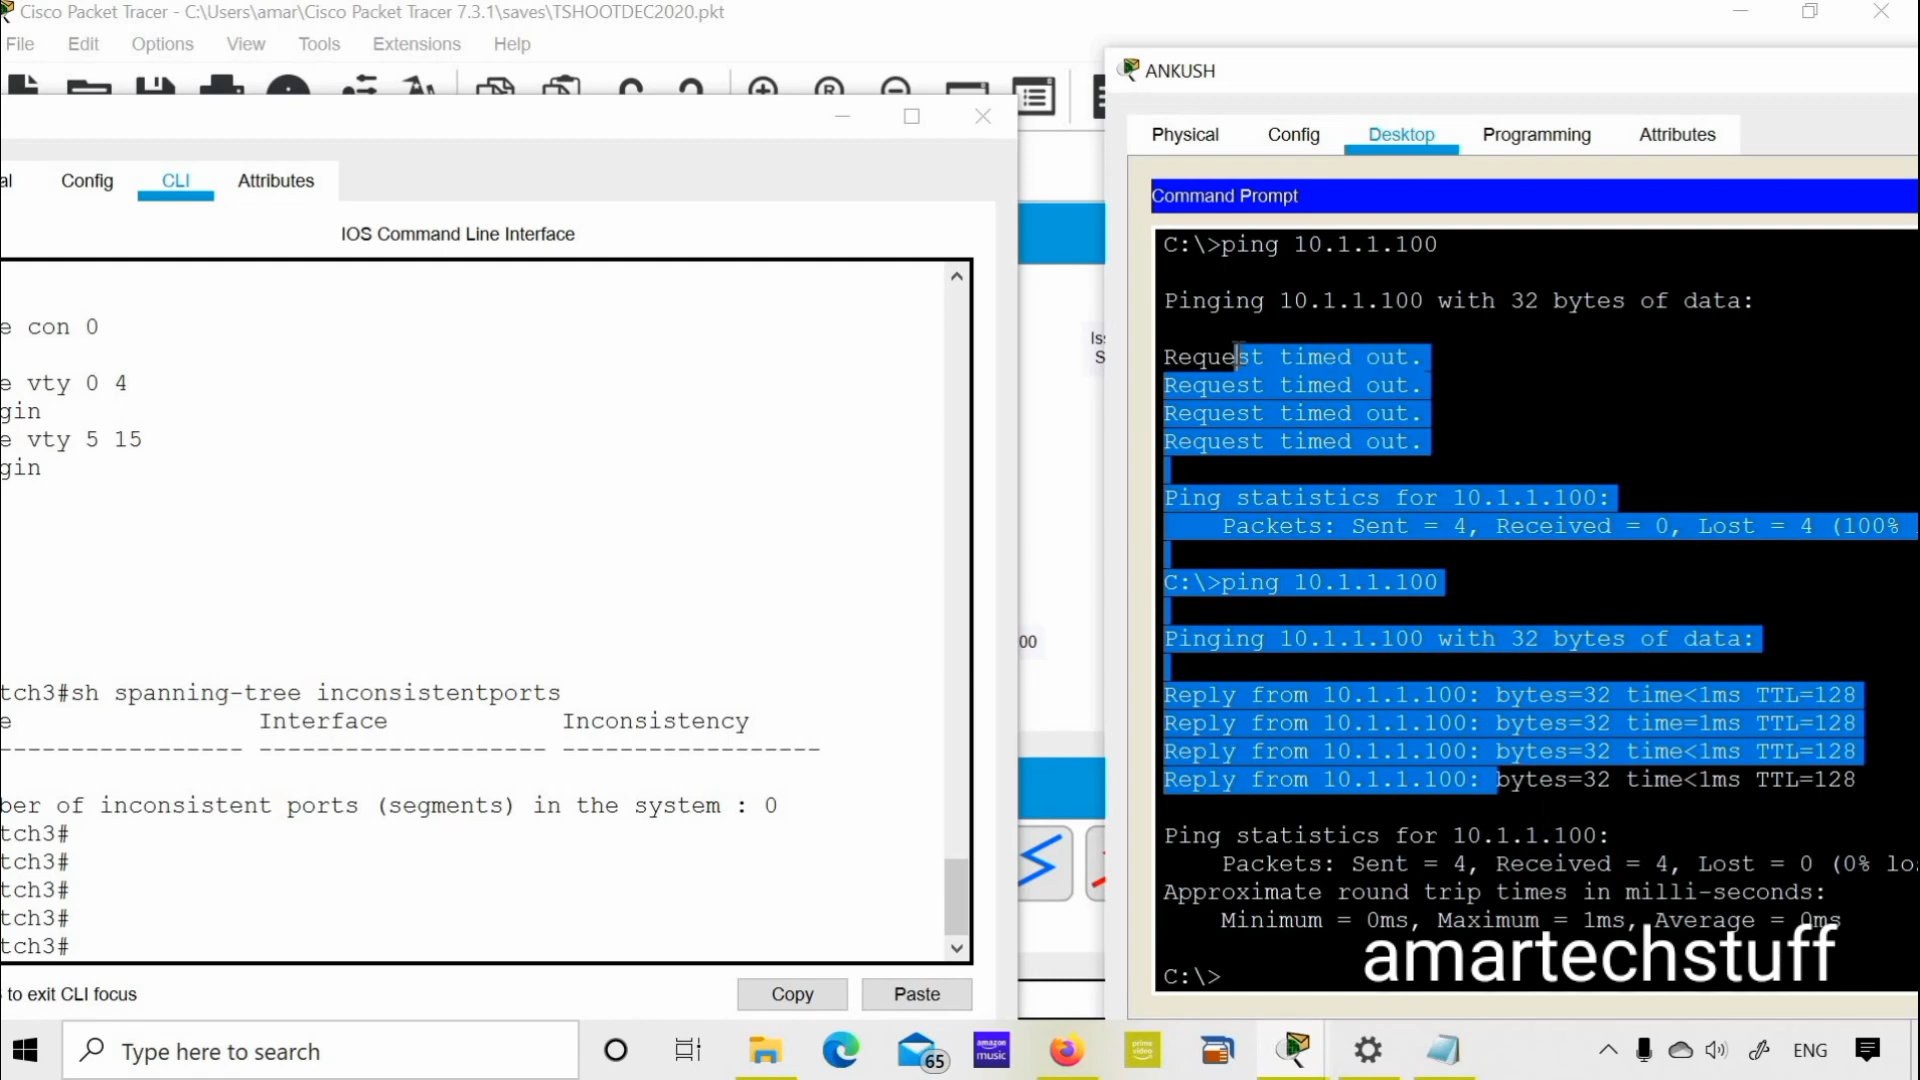 Cisco Packet Tracer - C:\Users\amar\Cisco Packet Tracer 7.3.1\saves\TSHOOTDEC2020.pkt
File Edit Options View Tools Extensions Help
ANKUSH
Physical Config Desktop Programming Attributes
al Config CLI Attributes
IOS Command Line Interface
e con 0
e vty 0 4
gin
e vty 5 15
gin
tch3#sh spanning-tree inconsistentports
e Interface Inconsistency
----------------- -------------------- ------------------
ber of inconsistent ports (segments) in the system : 0
tch3#
tch3#
tch3#
tch3#
tch3#
to exit CLI focus
Copy Paste
Iss
S
00
Command Prompt
C:\>ping 10.1.1.100
Pinging 10.1.1.100 with 32 bytes of data:
Request timed out.
Request timed out.
Request timed out.
Request timed out.
Ping statistics for 10.1.1.100:
Packets: Sent = 4, Received = 0, Lost = 4 (100%
C:\>ping 10.1.1.100
Pinging 10.1.1.100 with 32 bytes of data:
Reply from 10.1.1.100: bytes=32 time<1ms TTL=128
Reply from 10.1.1.100: bytes=32 time=1ms TTL=128
Reply from 10.1.1.100: bytes=32 time<1ms TTL=128
Reply from 10.1.1.100: bytes=32 time<1ms TTL=128
Ping statistics for 10.1.1.100:
Packets: Sent = 4, Received = 4, Lost = 0 (0% lo
Approximate round trip times in milli-seconds:
Minimum = 0ms, Maximum = 1ms, Average = 0ms
C:\>
amartechstuff
Type here to search
65
amazon music
prime video
ENG